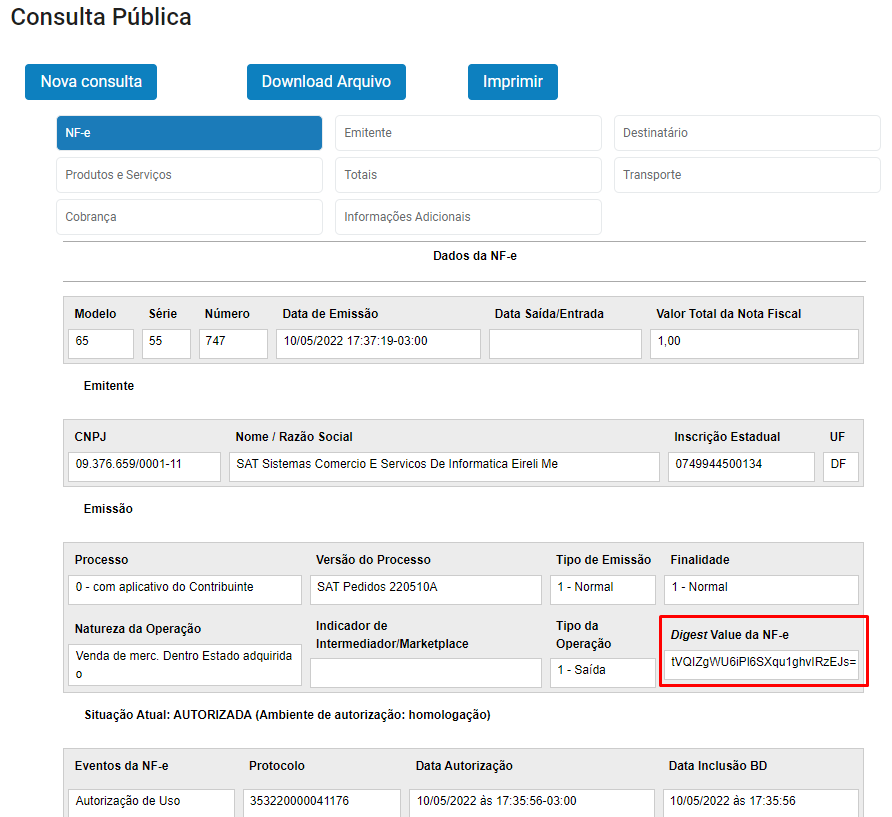 Consulta Pública
Nova consulta
Download Arquivo
Imprimir
NF-e
Emitente
Destinatário
Produtos e Serviços
Totais
Transporte
Cobrança
Informações Adicionais
Dados da NF-e
Modelo Série Número Data de Emissão Data Saída/Entrada Valor Total da Nota Fiscal
65 55 747 10/05/2022 17:37:19-03:00 1,00
Emitente
CNPJ Nome / Razão Social Inscrição Estadual UF
09.376.659/0001-11 SAT Sistemas Comercio E Servicos De Informatica Eireli Me 0749944500134 DF
Emissão
Processo Versão do Processo Tipo de Emissão Finalidade
0 - com aplicativo do Contribuinte SAT Pedidos 220510A 1 - Normal 1 - Normal
Natureza da Operação
Venda de merc. Dentro Estado adquirida
o
Indicador de
Intermediador/Marketplace
Tipo da
Operação
1 - Saída
Digest Value da NF-e
tVQIZgWU6iPl6SXqu1ghvIRzEJs=
Situação Atual: AUTORIZADA (Ambiente de autorização: homologação)
Eventos da NF-e Protocolo Data Autorização Data Inclusão BD
Autorização de Uso 353220000041176 10/05/2022 às 17:35:56-03:00 10/05/2022 às 17:35:56